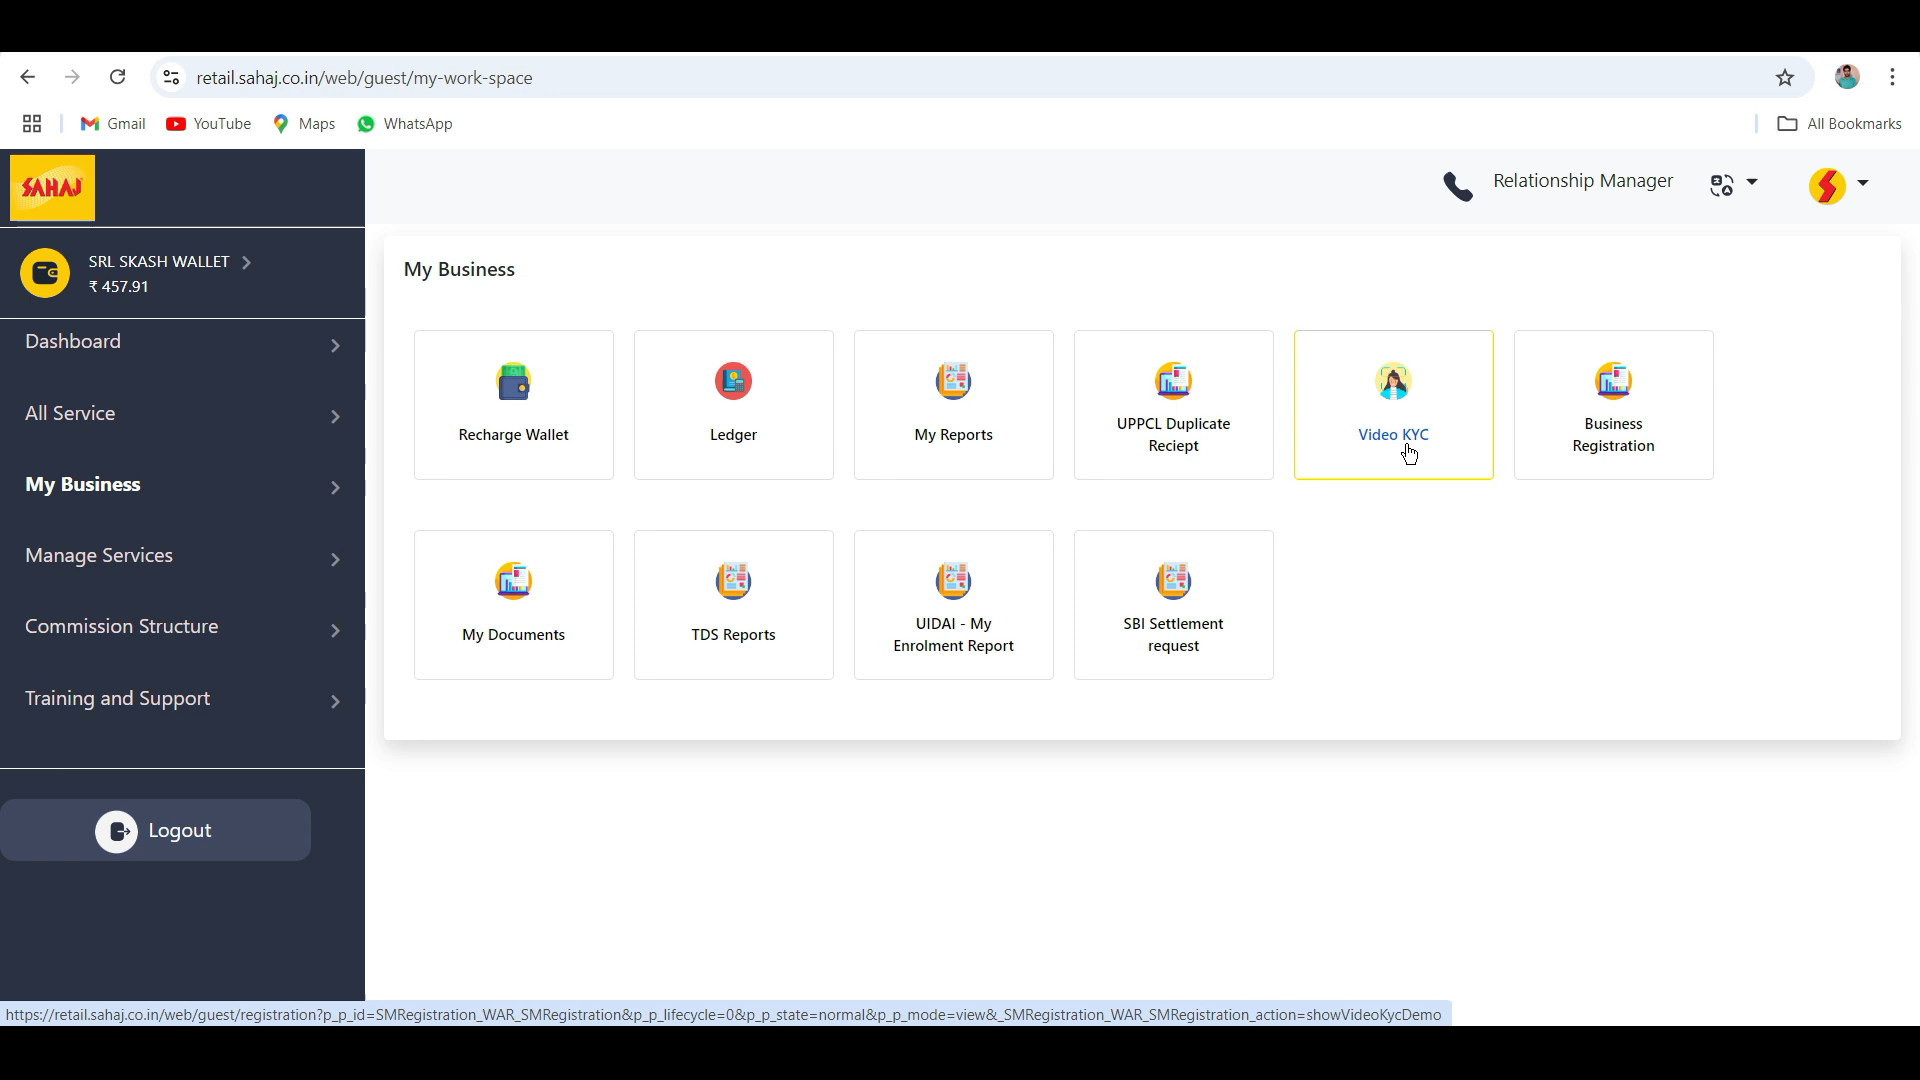 retail.sahaj.co.in/web/guest/my-work-space
Gmail
YouTube
Maps
WhatsApp
All Bookmarks
SAHAJ
Relationship Manager
SRL SKASH WALLET
₹ 457.91
Dashboard
All Service
My Business
Manage Services
Commission Structure
Training and Support
Logout
My Business
Recharge Wallet
Ledger
My Reports
UPPCL Duplicate
Reciept
Video KYC
Business
Registration
My Documents
TDS Reports
UIDAI - My
Enrolment Report
SBI Settlement
request
https://retail.sahaj.co.in/web/guest/registration?p_p_id=SMRegistration_WAR_SMRegistration&p_p_lifecycle=0&p_p_state=normal&p_p_mode=view&_SMRegistration_WAR_SMRegistration_action=showVideoKycDemo